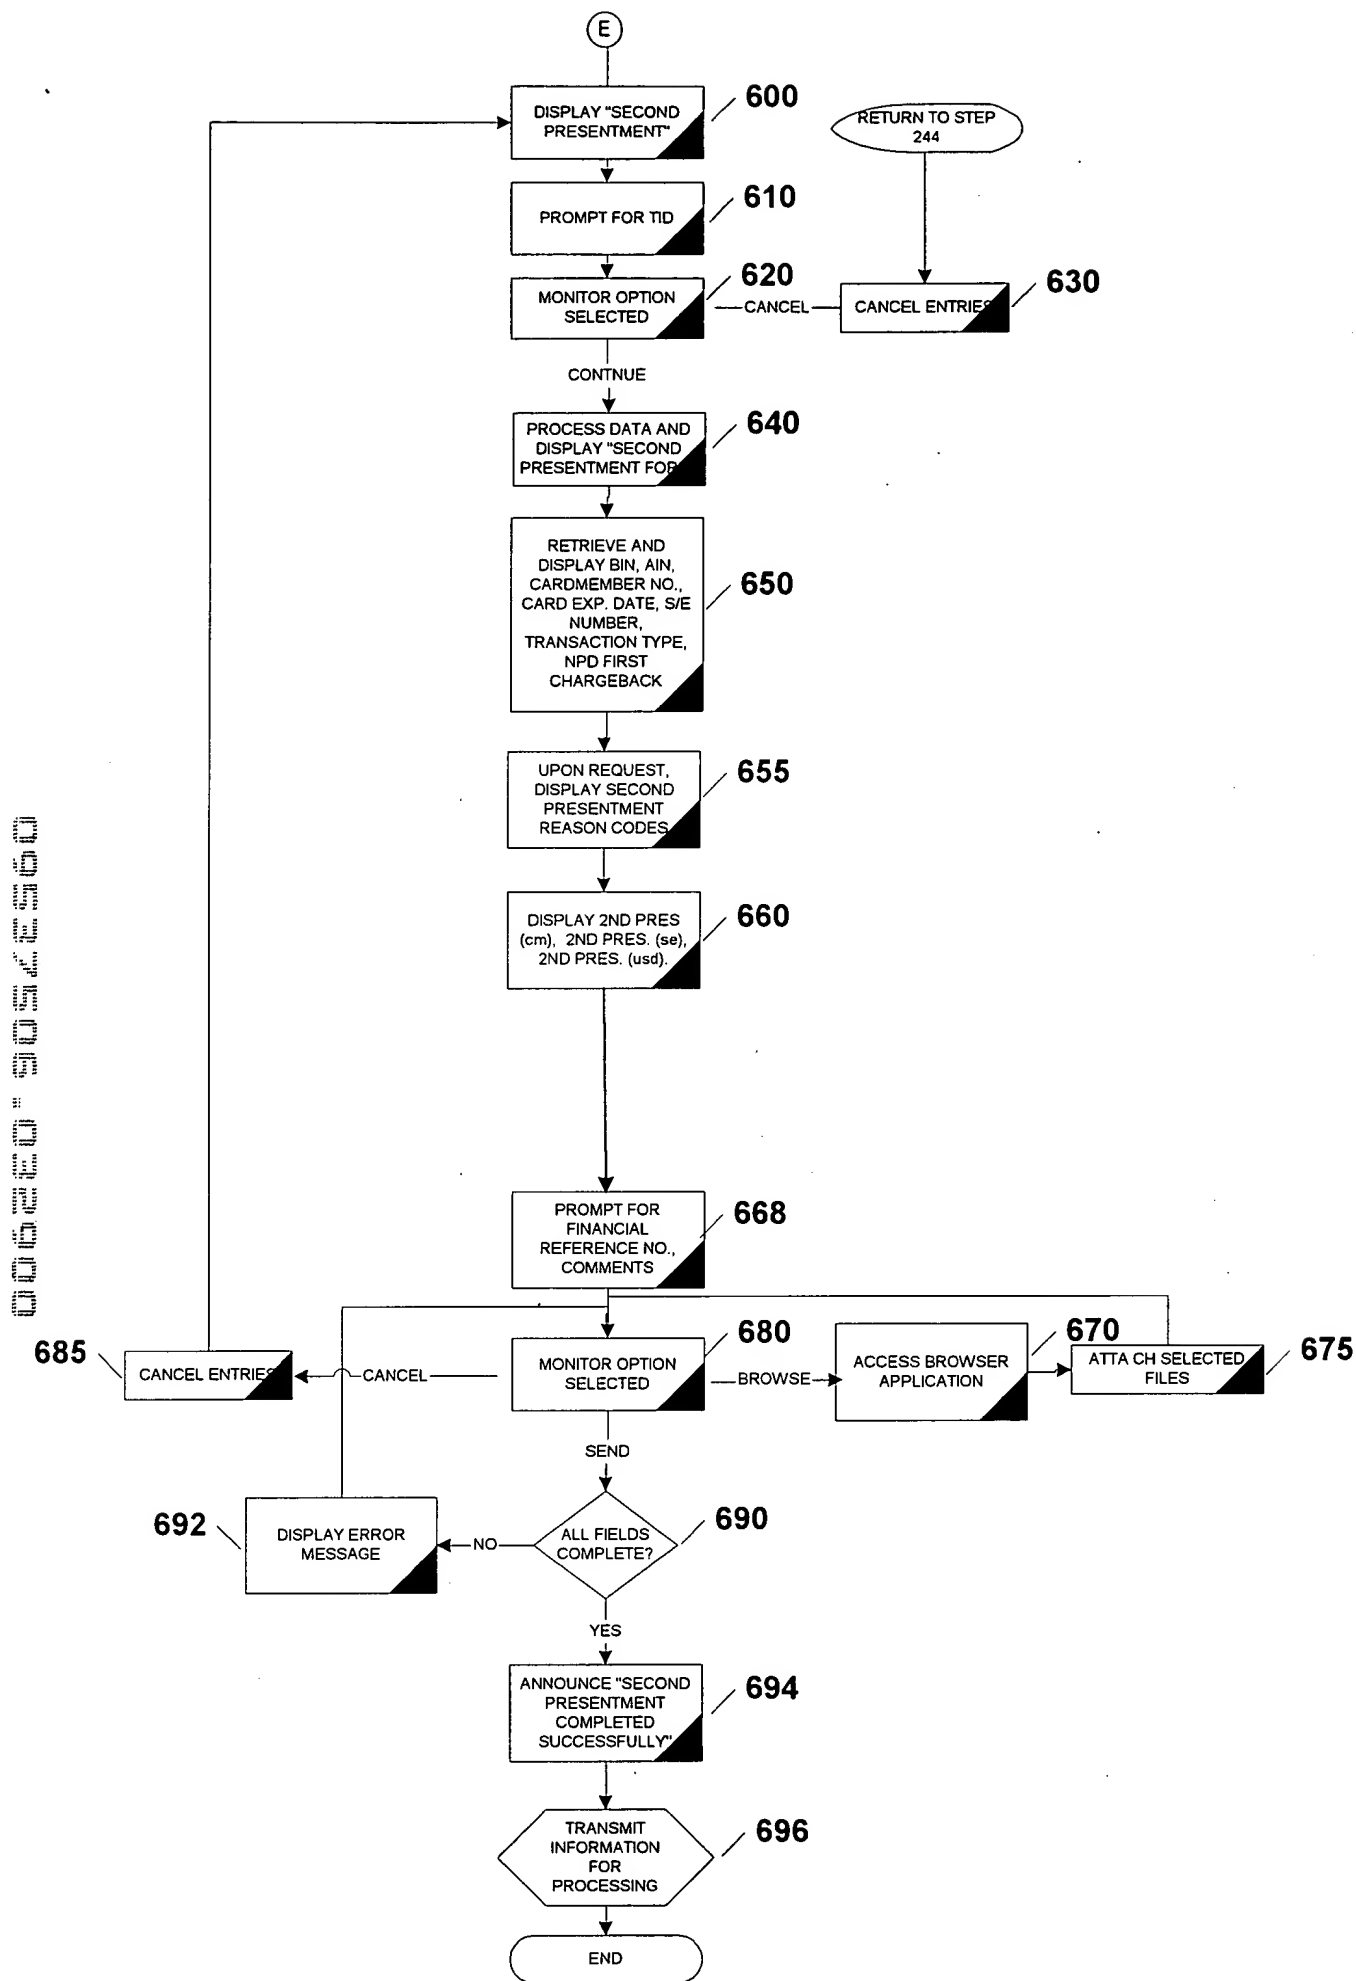 E
DISPLAY "SECOND
PRESENTMENT"
600
RETURN TO STEP
244
PROMPT FOR TID
610
MONITOR OPTION
SELECTED
620
CANCEL
CANCEL ENTRIES
630
CONTNUE
PROCESS DATA AND
DISPLAY "SECOND
PRESENTMENT FOR
640
RETRIEVE AND
DISPLAY BIN, AIN,
CARDMEMBER NO.,
CARD EXP. DATE, S/E
NUMBER,
TRANSACTION TYPE,
NPD FIRST
CHARGEBACK
650
UPON REQUEST,
DISPLAY SECOND
PRESENTMENT
REASON CODES
655
DISPLAY 2ND PRES
(cm), 2ND PRES. (se),
2ND PRES. (usd).
660
09537506.032900
PROMPT FOR
FINANCIAL
REFERENCE NO.,
COMMENTS
668
685
CANCEL ENTRIES
CANCEL
MONITOR OPTION
SELECTED
680
BROWSE
ACCESS BROWSER
APPLICATION
670
ATTA CH SELECTED
FILES
675
SEND
692
DISPLAY ERROR
MESSAGE
NO
ALL FIELDS
COMPLETE?
690
YES
ANNOUNCE "SECOND
PRESENTMENT
COMPLETED
SUCCESSFULLY"
694
TRANSMIT
INFORMATION
FOR
PROCESSING
696
END